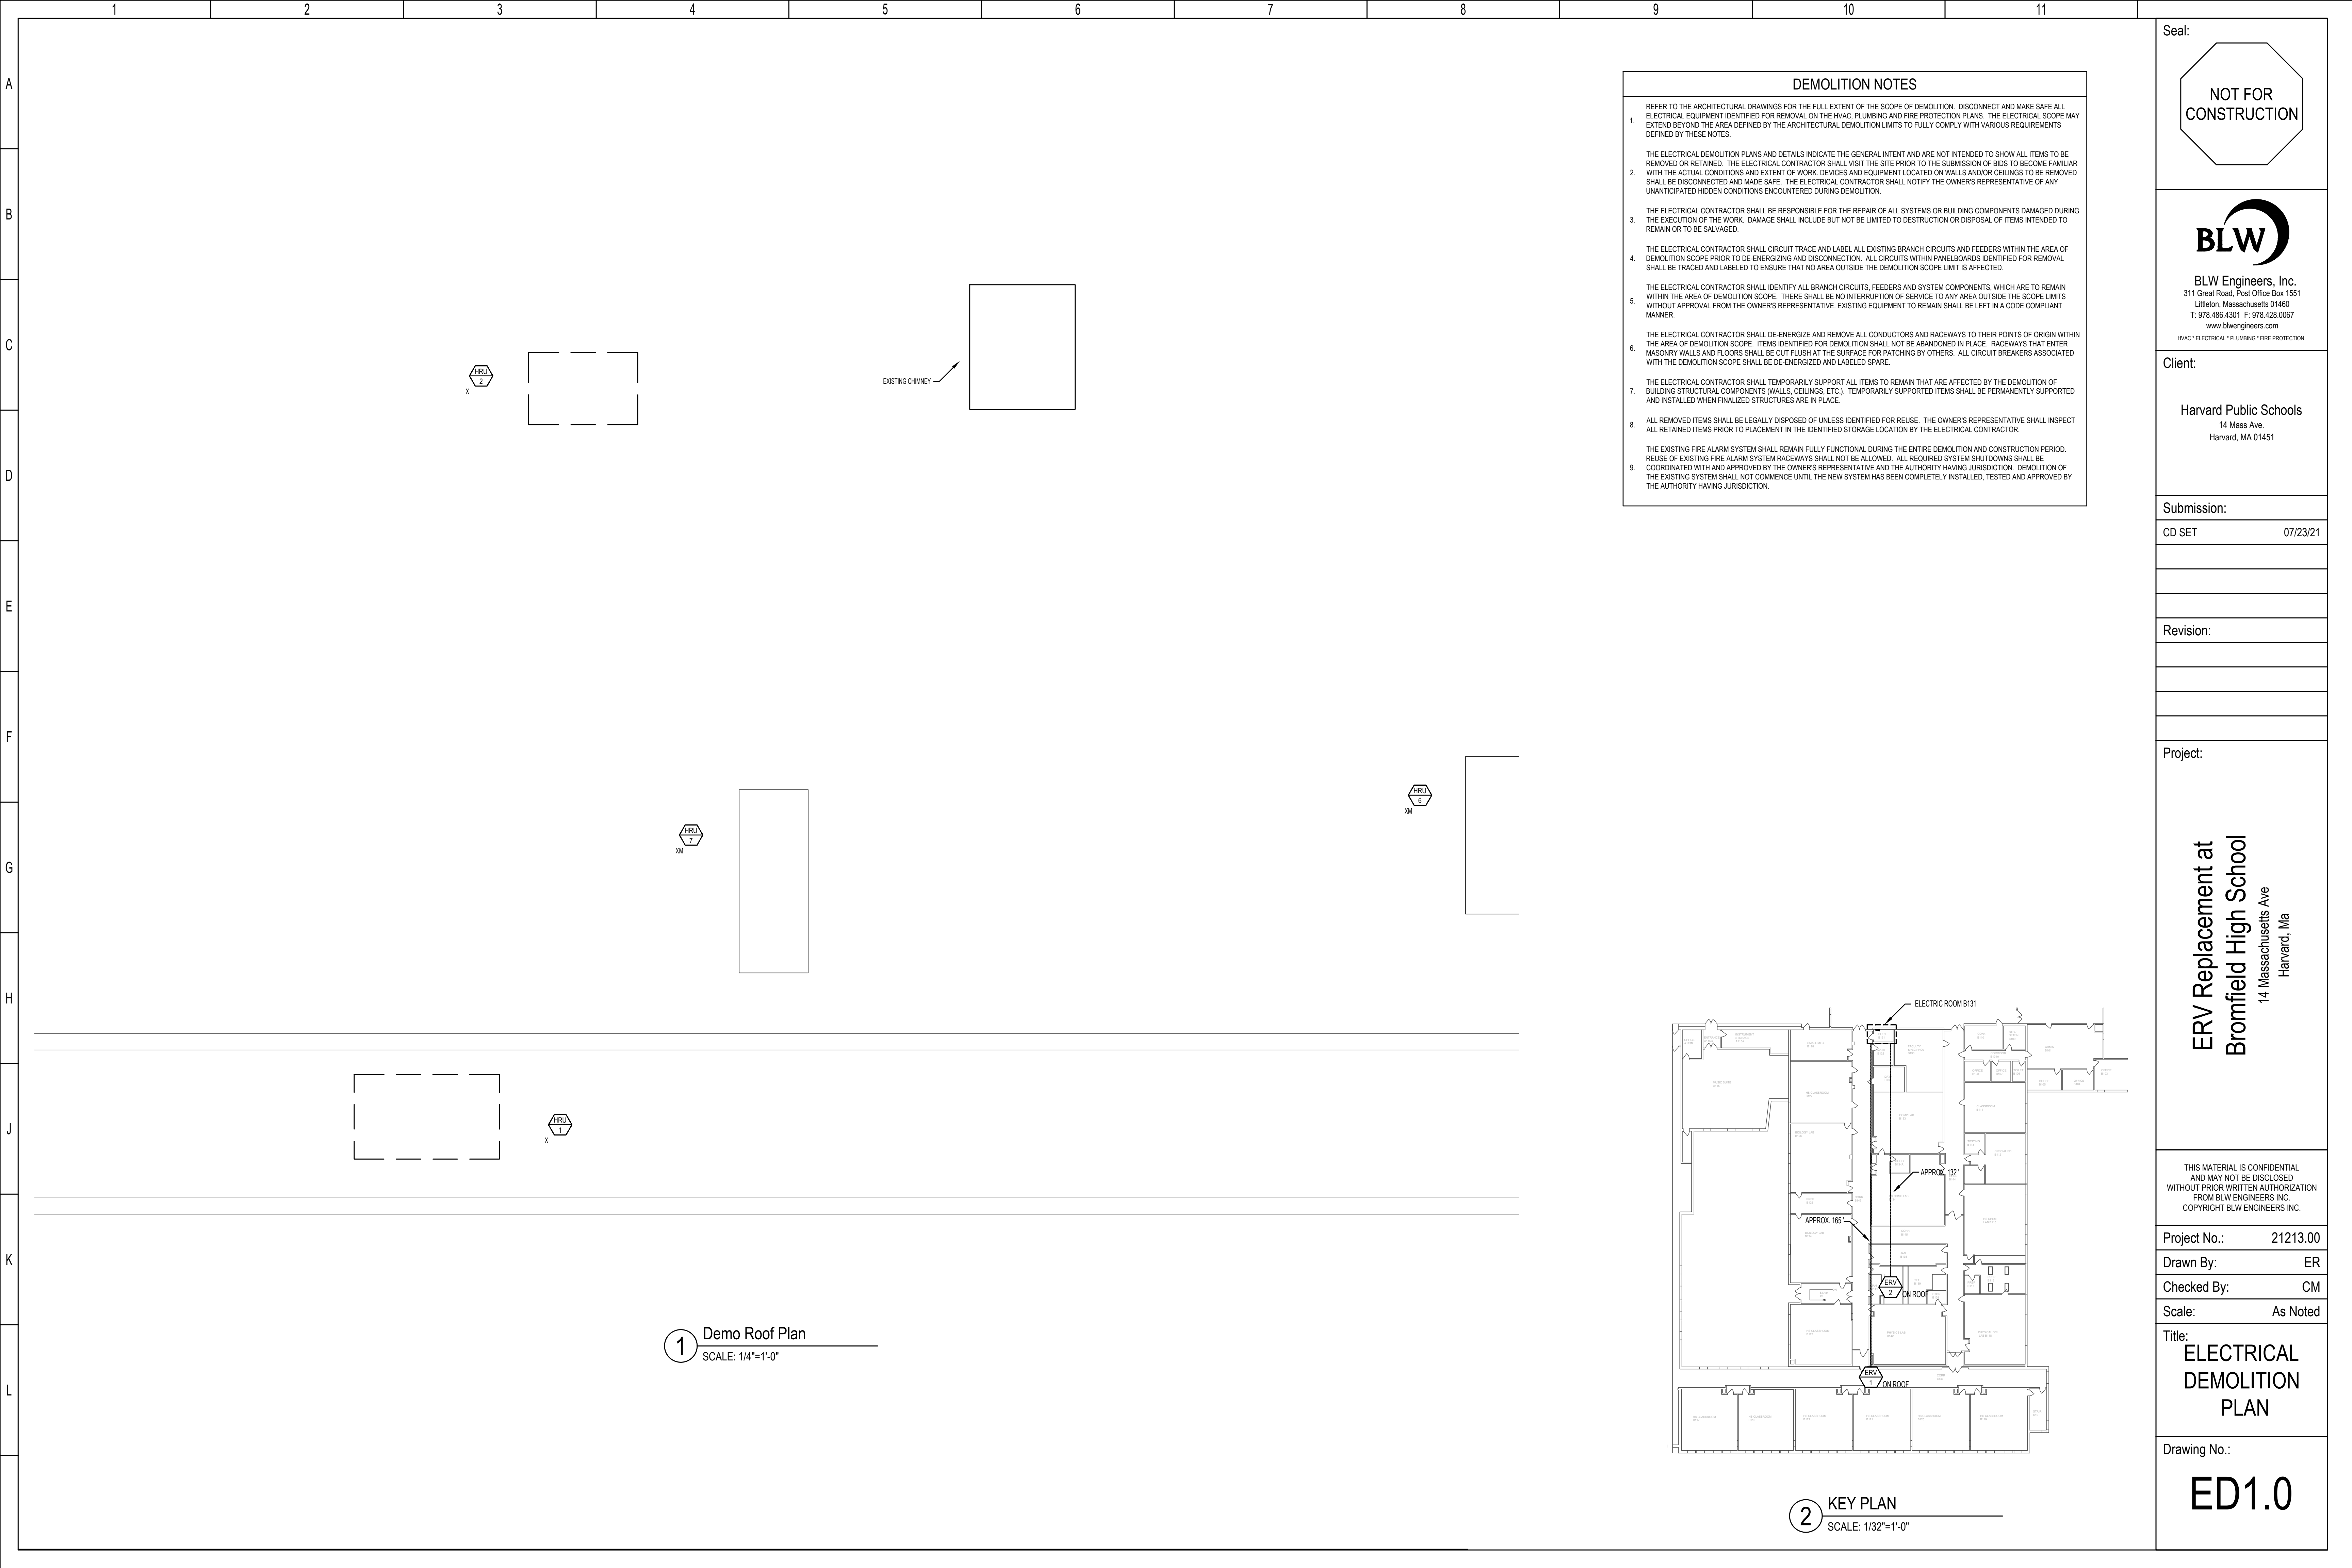 1 2 3 4 5 6 7 8 9 10 11
A
B
C
D
E
F
G
H
J
K
L
HRU
2
X
EXISTING CHIMNEY
HRU
7
XM
HRU
6
XM
HRU
1
X
1
Demo Roof Plan
SCALE: 1/4"=1'-0"
DEMOLITION NOTES
1. REFER TO THE ARCHITECTURAL DRAWINGS FOR THE FULL EXTENT OF THE SCOPE OF DEMOLITION. DISCONNECT AND MAKE SAFE ALL
ELECTRICAL EQUIPMENT IDENTIFIED FOR REMOVAL ON THE HVAC, PLUMBING AND FIRE PROTECTION PLANS. THE ELECTRICAL SCOPE MAY
EXTEND BEYOND THE AREA DEFINED BY THE ARCHITECTURAL DEMOLITION LIMITS TO FULLY COMPLY WITH VARIOUS REQUIREMENTS
DEFINED BY THESE NOTES.
2. THE ELECTRICAL DEMOLITION PLANS AND DETAILS INDICATE THE GENERAL INTENT AND ARE NOT INTENDED TO SHOW ALL ITEMS TO BE
REMOVED OR RETAINED. THE ELECTRICAL CONTRACTOR SHALL VISIT THE SITE PRIOR TO THE SUBMISSION OF BIDS TO BECOME FAMILIAR
WITH THE ACTUAL CONDITIONS AND EXTENT OF WORK. DEVICES AND EQUIPMENT LOCATED ON WALLS AND/OR CEILINGS TO BE REMOVED
SHALL BE DISCONNECTED AND MADE SAFE. THE ELECTRICAL CONTRACTOR SHALL NOTIFY THE OWNER'S REPRESENTATIVE OF ANY
UNANTICIPATED HIDDEN CONDITIONS ENCOUNTERED DURING DEMOLITION.
3. THE ELECTRICAL CONTRACTOR SHALL BE RESPONSIBLE FOR THE REPAIR OF ALL SYSTEMS OR BUILDING COMPONENTS DAMAGED DURING
THE EXECUTION OF THE WORK. DAMAGE SHALL INCLUDE BUT NOT BE LIMITED TO DESTRUCTION OR DISPOSAL OF ITEMS INTENDED TO
REMAIN OR TO BE SALVAGED.
4. THE ELECTRICAL CONTRACTOR SHALL CIRCUIT TRACE AND LABEL ALL EXISTING BRANCH CIRCUITS AND FEEDERS WITHIN THE AREA OF
DEMOLITION SCOPE PRIOR TO DE-ENERGIZING AND DISCONNECTION. ALL CIRCUITS WITHIN PANELBOARDS IDENTIFIED FOR REMOVAL
SHALL BE TRACED AND LABELED TO ENSURE THAT NO AREA OUTSIDE THE DEMOLITION SCOPE LIMIT IS AFFECTED.
5. THE ELECTRICAL CONTRACTOR SHALL IDENTIFY ALL BRANCH CIRCUITS, FEEDERS AND SYSTEM COMPONENTS, WHICH ARE TO REMAIN
WITHIN THE AREA OF DEMOLITION SCOPE. THERE SHALL BE NO INTERRUPTION OF SERVICE TO ANY AREA OUTSIDE THE SCOPE LIMITS
WITHOUT APPROVAL FROM THE OWNER'S REPRESENTATIVE. EXISTING EQUIPMENT TO REMAIN SHALL BE LEFT IN A CODE COMPLIANT
MANNER.
6. THE ELECTRICAL CONTRACTOR SHALL DE-ENERGIZE AND REMOVE ALL CONDUCTORS AND RACEWAYS TO THEIR POINTS OF ORIGIN WITHIN
THE AREA OF DEMOLITION SCOPE. ITEMS IDENTIFIED FOR DEMOLITION SHALL NOT BE ABANDONED IN PLACE. RACEWAYS THAT ENTER
MASONRY WALLS AND FLOORS SHALL BE CUT FLUSH AT THE SURFACE FOR PATCHING BY OTHERS. ALL CIRCUIT BREAKERS ASSOCIATED
WITH THE DEMOLITION SCOPE SHALL BE DE-ENERGIZED AND LABELED SPARE.
7. THE ELECTRICAL CONTRACTOR SHALL TEMPORARILY SUPPORT ALL ITEMS TO REMAIN THAT ARE AFFECTED BY THE DEMOLITION OF
BUILDING STRUCTURAL COMPONENTS (WALLS, CEILINGS, ETC.). TEMPORARILY SUPPORTED ITEMS SHALL BE PERMANENTLY SUPPORTED
AND INSTALLED WHEN FINALIZED STRUCTURES ARE IN PLACE.
8. ALL REMOVED ITEMS SHALL BE LEGALLY DISPOSED OF UNLESS IDENTIFIED FOR REUSE. THE OWNER'S REPRESENTATIVE SHALL INSPECT
ALL RETAINED ITEMS PRIOR TO PLACEMENT IN THE IDENTIFIED STORAGE LOCATION BY THE ELECTRICAL CONTRACTOR.
9. THE EXISTING FIRE ALARM SYSTEM SHALL REMAIN FULLY FUNCTIONAL DURING THE ENTIRE DEMOLITION AND CONSTRUCTION PERIOD.
REUSE OF EXISTING FIRE ALARM SYSTEM RACEWAYS SHALL NOT BE ALLOWED. ALL REQUIRED SYSTEM SHUTDOWNS SHALL BE
COORDINATED WITH AND APPROVED BY THE OWNER'S REPRESENTATIVE AND THE AUTHORITY HAVING JURISDICTION. DEMOLITION OF
THE EXISTING SYSTEM SHALL NOT COMMENCE UNTIL THE NEW SYSTEM HAS BEEN COMPLETELY INSTALLED, TESTED AND APPROVED BY
THE AUTHORITY HAVING JURISDICTION.
ELECTRIC ROOM B131
APPROX. 132 '
APPROX. 165 '
ERV
2
ON ROOF
ERV
1
ON ROOF
2
KEY PLAN
SCALE: 1/32"=1'-0"
Seal:
NOT FOR
CONSTRUCTION
BLW
BLW Engineers, Inc.
311 Great Road, Post Office Box 1551
Littleton, Massachusetts 01460
T: 978.486.4301 F: 978.428.0067
www.blwengineers.com
HVAC * ELECTRICAL * PLUMBING * FIRE PROTECTION
Client:
Harvard Public Schools
14 Mass Ave.
Harvard, MA 01451
Submission:
CD SET 07/23/21
Revision:
Project:
ERV Replacement at
Bromfield High School
14 Massachusetts Ave
Harvard, Ma
THIS MATERIAL IS CONFIDENTIAL
AND MAY NOT BE DISCLOSED
WITHOUT PRIOR WRITTEN AUTHORIZATION
FROM BLW ENGINEERS INC.
COPYRIGHT BLW ENGINEERS INC.
Project No.: 21213.00
Drawn By: ER
Checked By: CM
Scale: As Noted
Title:
ELECTRICAL
DEMOLITION
PLAN
Drawing No.:
ED1.0